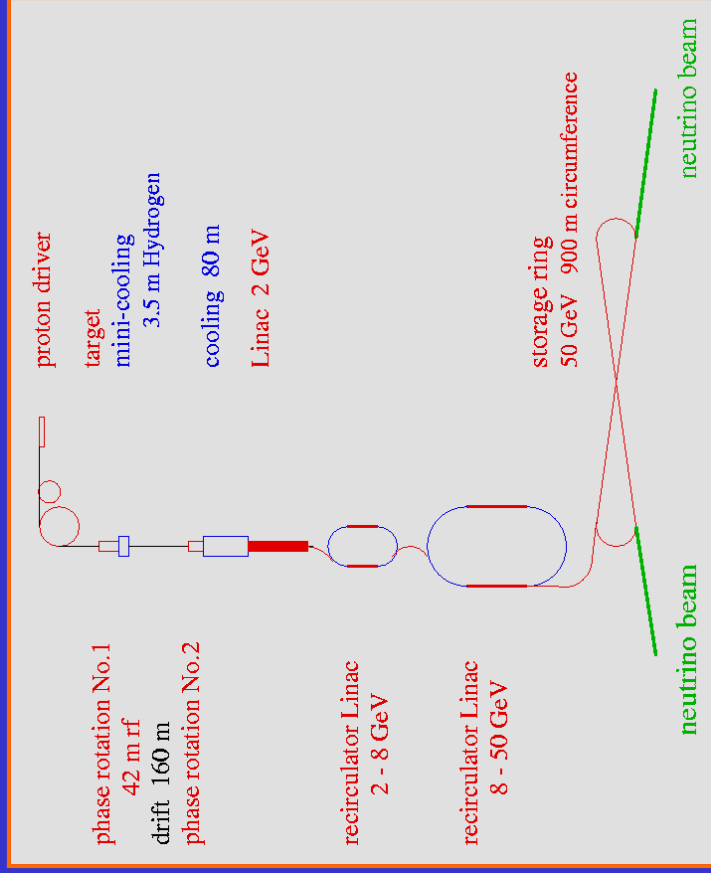 proton driver
target
mini-cooling
3.5 m Hydrogen
cooling 80 m
Linac 2 GeV
phase rotation No.1
42 m rf
drift 160 m
phase rotation No.2
recirculator Linac
2 - 8 GeV
recirculator Linac
8 - 50 GeV
storage ring
50 GeV 900 m circumference
neutrino beam
neutrino beam